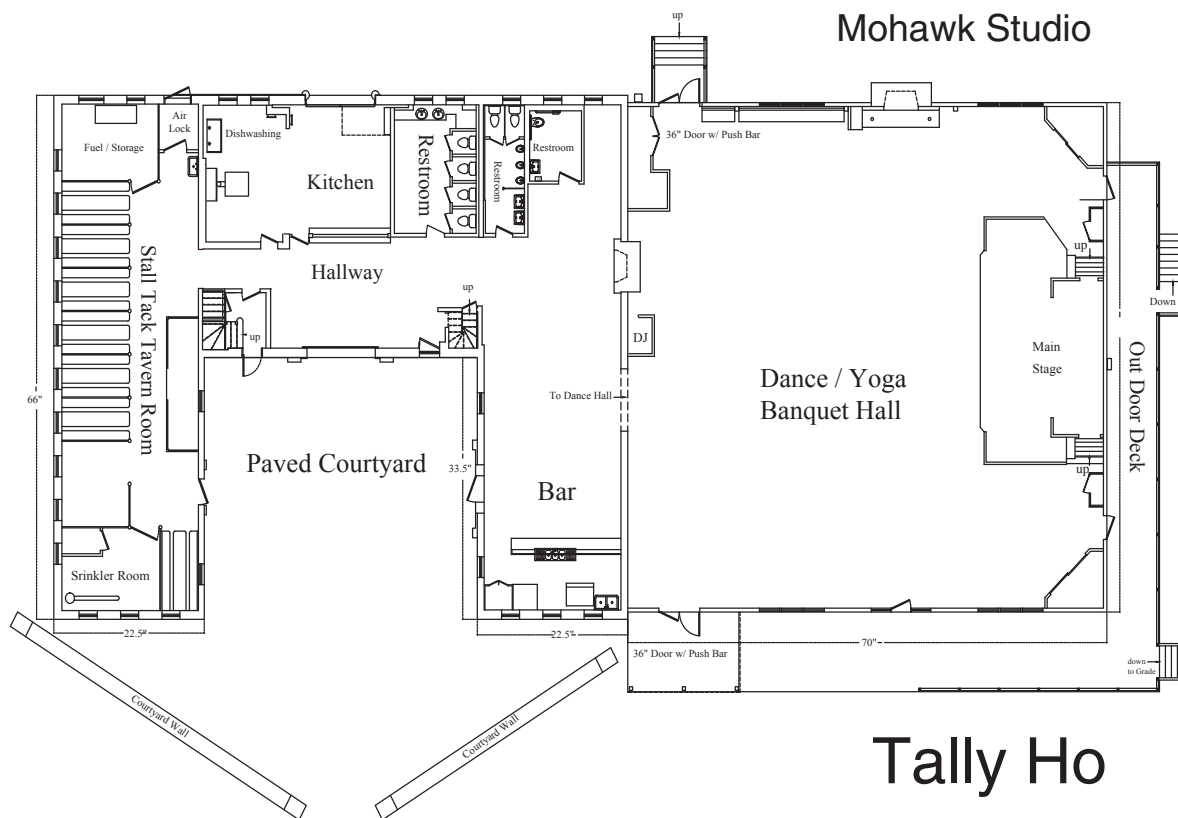 up
Mohawk Studio
Air
Lock
Fuel / Storage
Dishwashing
Kitchen
Restroom
Restroom
Restroom
36" Door w/ Push Bar
Stall Tack Tavern Room
Hallway
up
up
up
Down
DJ
Main
Stage
Out Door Deck
Dance / Yoga
Banquet Hall
To Dance Hall
66"
Paved Courtyard
33.5"
Bar
up
Srinkler Room
22.5"
22.5"
36" Door w/ Push Bar
70"
down
to Grade
Courtyard Wall
Courtyard Wall
Tally Ho